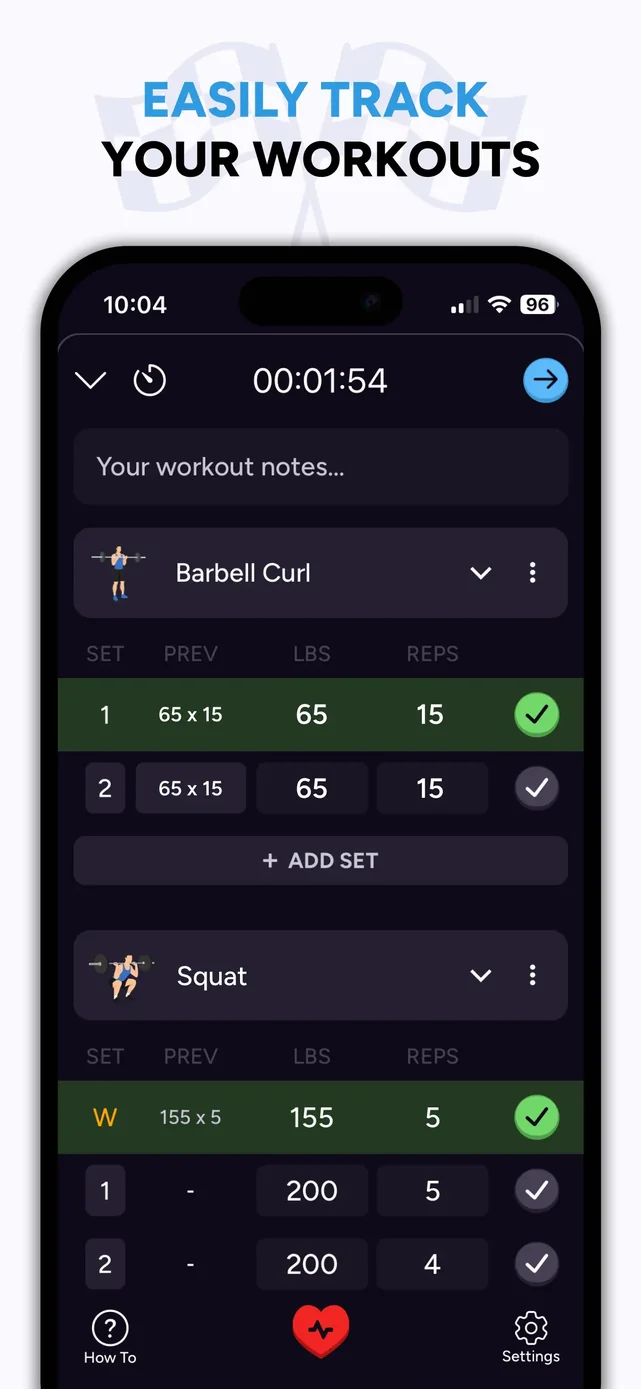 EASILY TRACK
YOUR WORKOUTS
10:04 96
00:01:54
Your workout notes...
Barbell Curl
SET PREV LBS REPS
1 65 x 15 65 15
2 65 x 15 65 15
+ ADD SET
Squat
SET PREV LBS REPS
W 155 x 5 155 5
1 - 200 5
2 - 200 4
? 
How To Settings